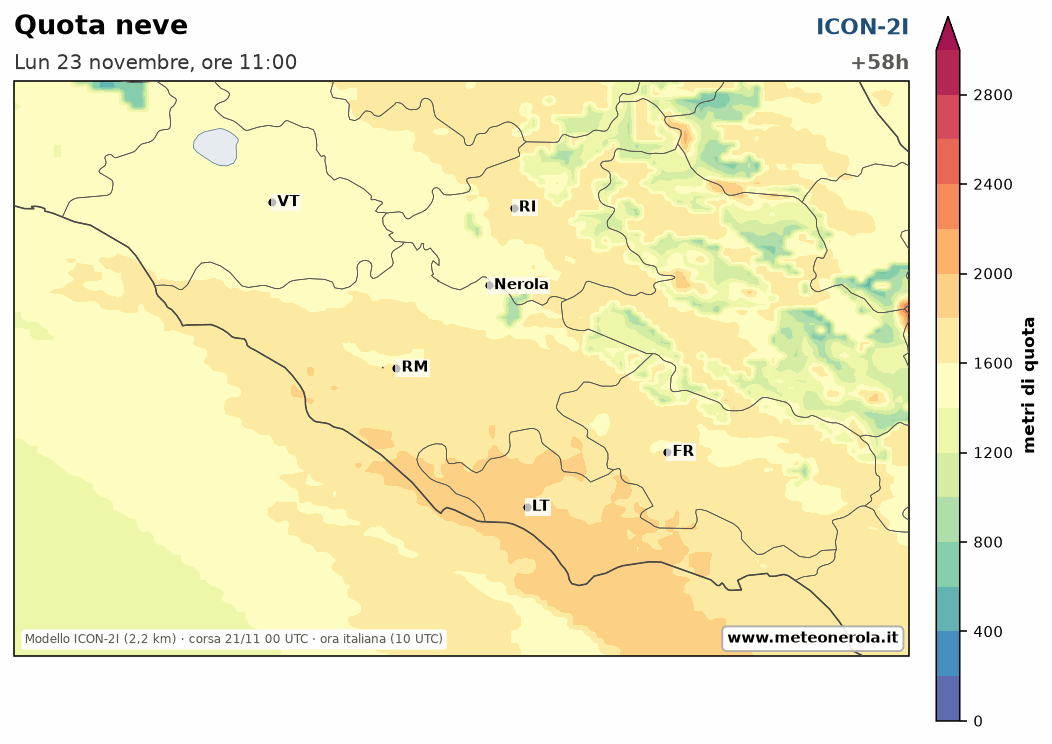 Quota neve
ICON-2I
Lun 23 novembre, ore 11:00
+58h
VT
RI
Nerola
RM
FR
LT
2800
2400
2000
1600
1200
800
400
0
metri di quota
Modello ICON-2I (2,2 km) · corsa 21/11 00 UTC · ora italiana (10 UTC)
www.meteonerola.it